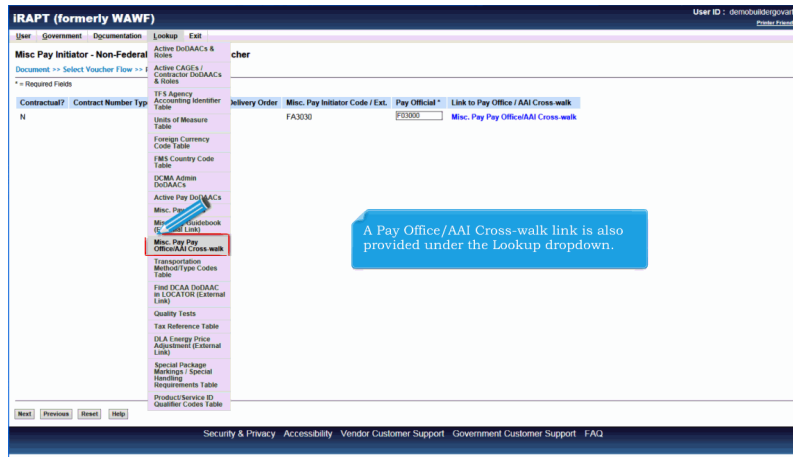 iRAPT (formerly WAWF)
User ID : demobuildergovar
Printer Friend
User Government Documentation Lookup Exit
Misc Pay Initiator - Non-Federal
cher
Document >> Select Voucher Flow >>
* = Required Fields
Contractual? Contract Number Typ
Delivery Order Misc. Pay Initiator Code / Ext. Pay Official * Link to Pay Office / AAI Cross-walk
N FA3030 F03000 Misc. Pay Pay Office/AAI Cross-walk
Active DoDAACs &
Roles
Active CAGEs /
Contractor DoDAACs
& Roles
TFS Agency
Accounting Identifier
Table
Units of Measure
Table
Foreign Currency
Code Table
FMS Country Code
Table
DCMA Admin
DoDAACs
Active Pay DoDAACs
Misc. Pay
Guidebook
Link)
Misc. Pay Pay
Office/AAI Cross-walk
Transportation
Method/Type Codes
Table
Find DCAA DoDAAC
in LOCATOR (External
Link)
Quality Tests
Tax Reference Table
DLA Energy Price
Adjustment (External
Link)
Special Package
Markings / Special
Handling
Requirements Table
Product/Service ID
Qualifier Codes Table
A Pay Office/AAI Cross-walk link is also
provided under the Lookup dropdown.
Next Previous Reset Help
Security & Privacy Accessibility Vendor Customer Support Government Customer Support FAQ